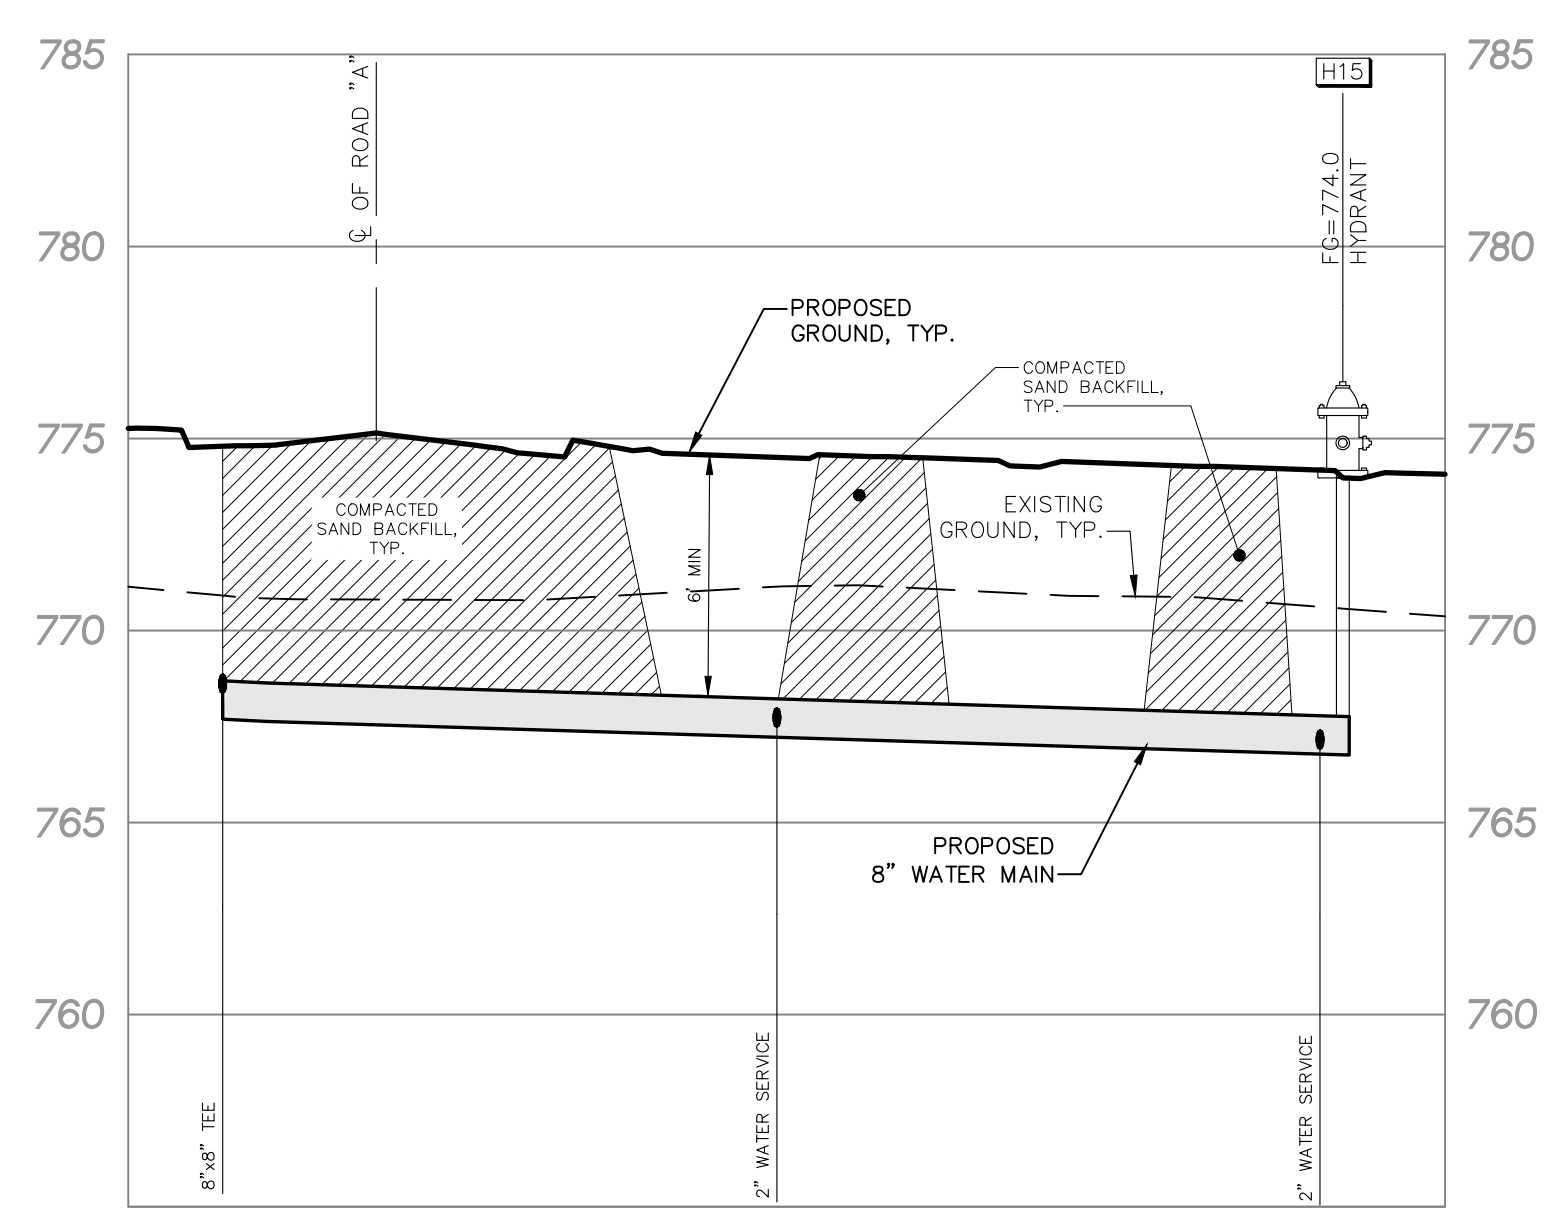 785
785
℄ OF ROAD "A"
H15
FG=774.0
HYDRANT
780
780
PROPOSED
GROUND, TYP.
COMPACTED
SAND BACKFILL,
TYP.
775
775
EXISTING
GROUND, TYP.
COMPACTED
SAND BACKFILL,
TYP.
6' MIN
770
770
765
765
PROPOSED
8" WATER MAIN
760
760
8"x8" TEE
2" WATER SERVICE
2" WATER SERVICE